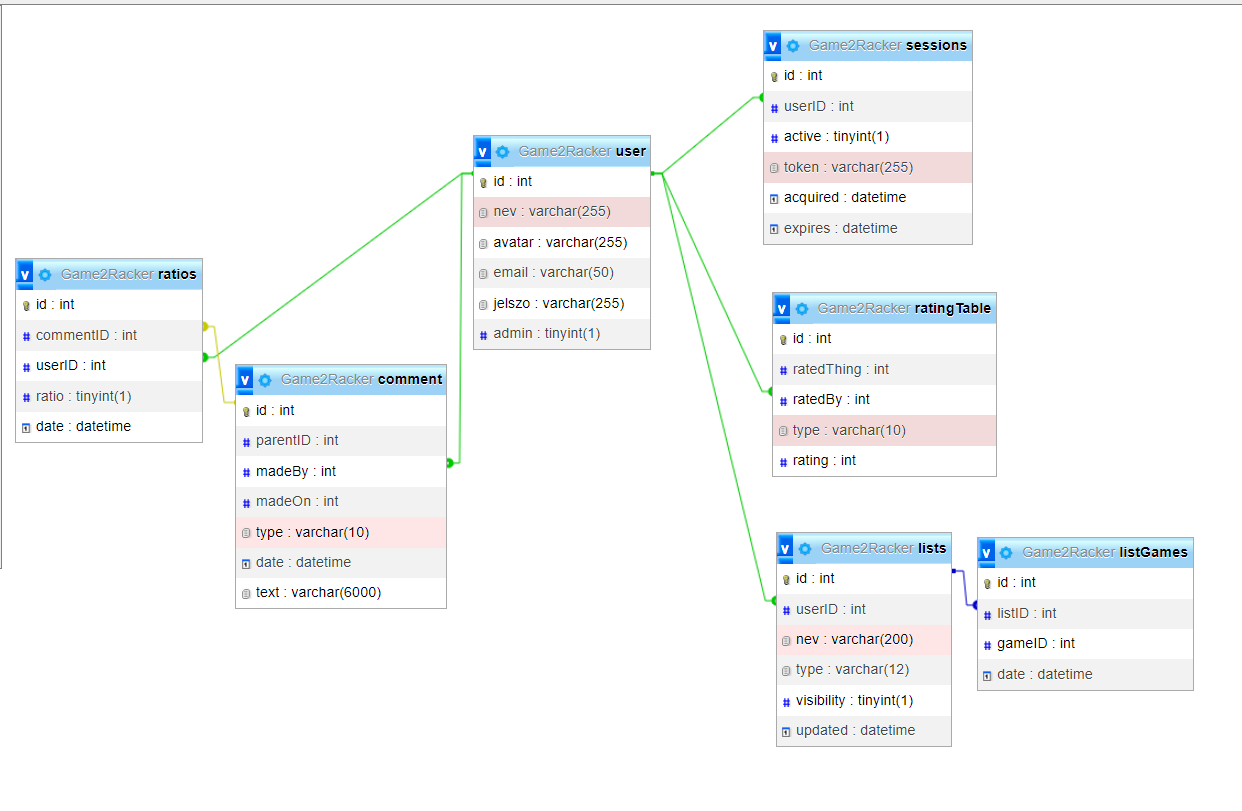 Game2Racker sessions
id : int
userID : int
active : tinyint(1)
token : varchar(255)
acquired : datetime
expires : datetime
Game2Racker user
id : int
nev : varchar(255)
avatar : varchar(255)
email : varchar(50)
jelszo : varchar(255)
admin : tinyint(1)
Game2Racker ratios
id : int
commentID : int
userID : int
ratio : tinyint(1)
date : datetime
Game2Racker ratingTable
id : int
ratedThing : int
ratedBy : int
type : varchar(10)
rating : int
Game2Racker comment
id : int
parentID : int
madeBy : int
madeOn : int
type : varchar(10)
date : datetime
text : varchar(6000)
Game2Racker lists
id : int
userID : int
nev : varchar(200)
type : varchar(12)
visibility : tinyint(1)
updated : datetime
Game2Racker listGames
id : int
listID : int
gameID : int
date : datetime